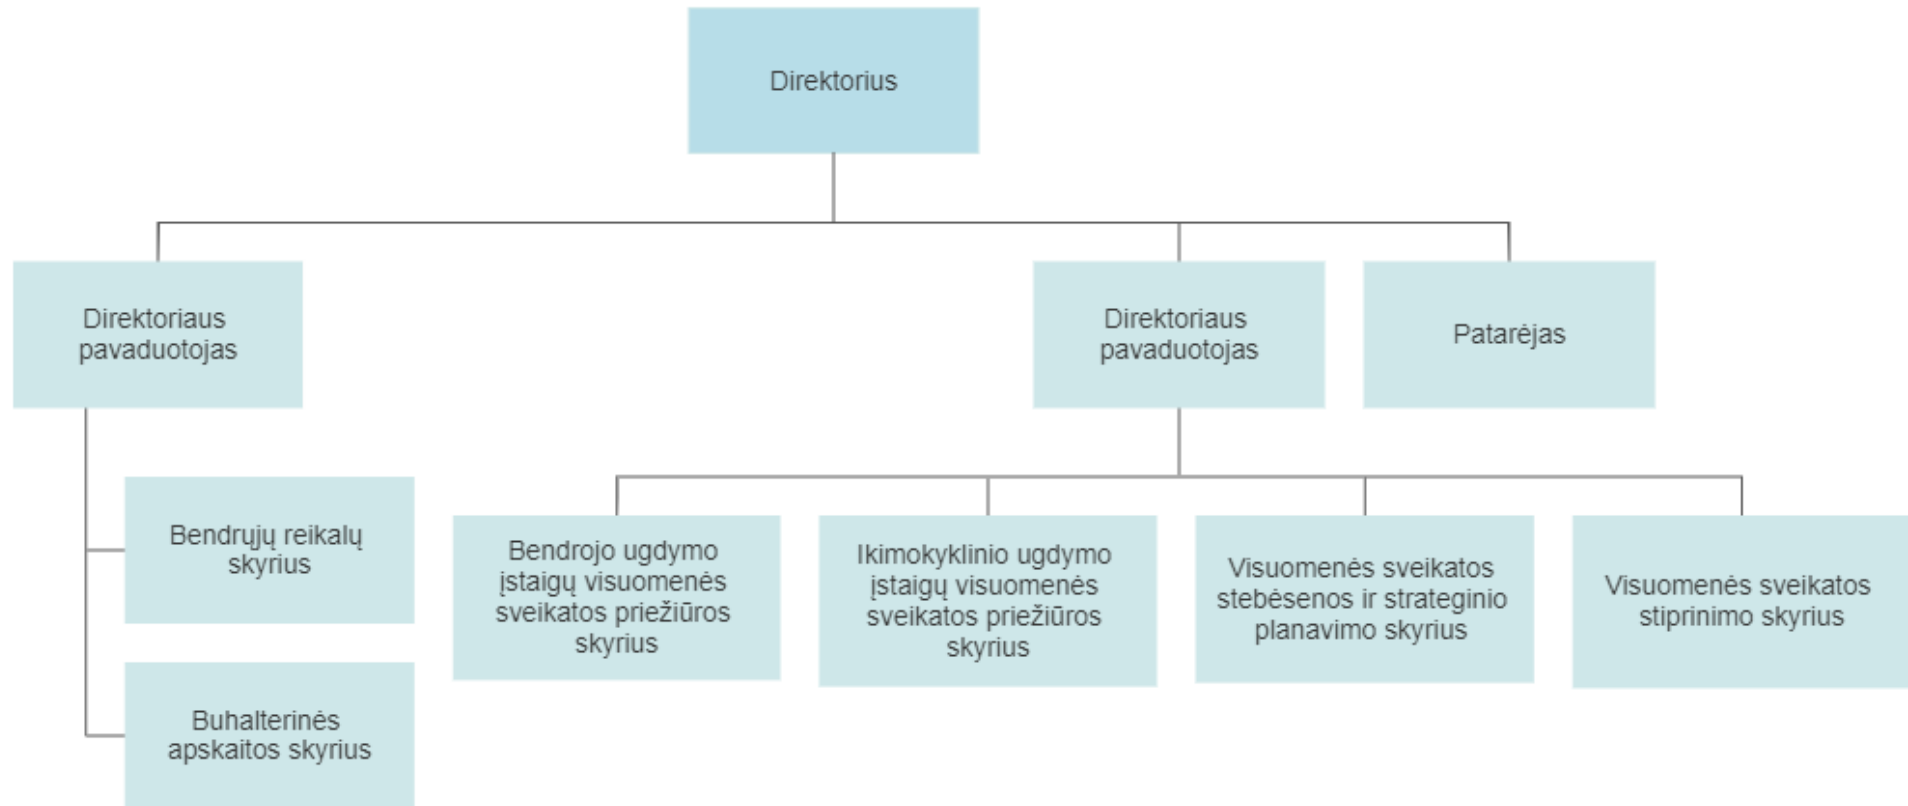 Direktorius
Direktoriaus
pavaduotojas
Direktoriaus
pavaduotojas
Patarėjas
Bendrųjų reikalų
skyrius
Buhalterinės
apskaitos skyrius
Bendrojo ugdymo
įstaigų visuomenės
sveikatos priežiūros
skyrius
Ikimokyklinio ugdymo
įstaigų visuomenės
sveikatos priežiūros
skyrius
Visuomenės sveikatos
stebėsenos ir strateginio
planavimo skyrius
Visuomenės sveikatos
stiprinimo skyrius